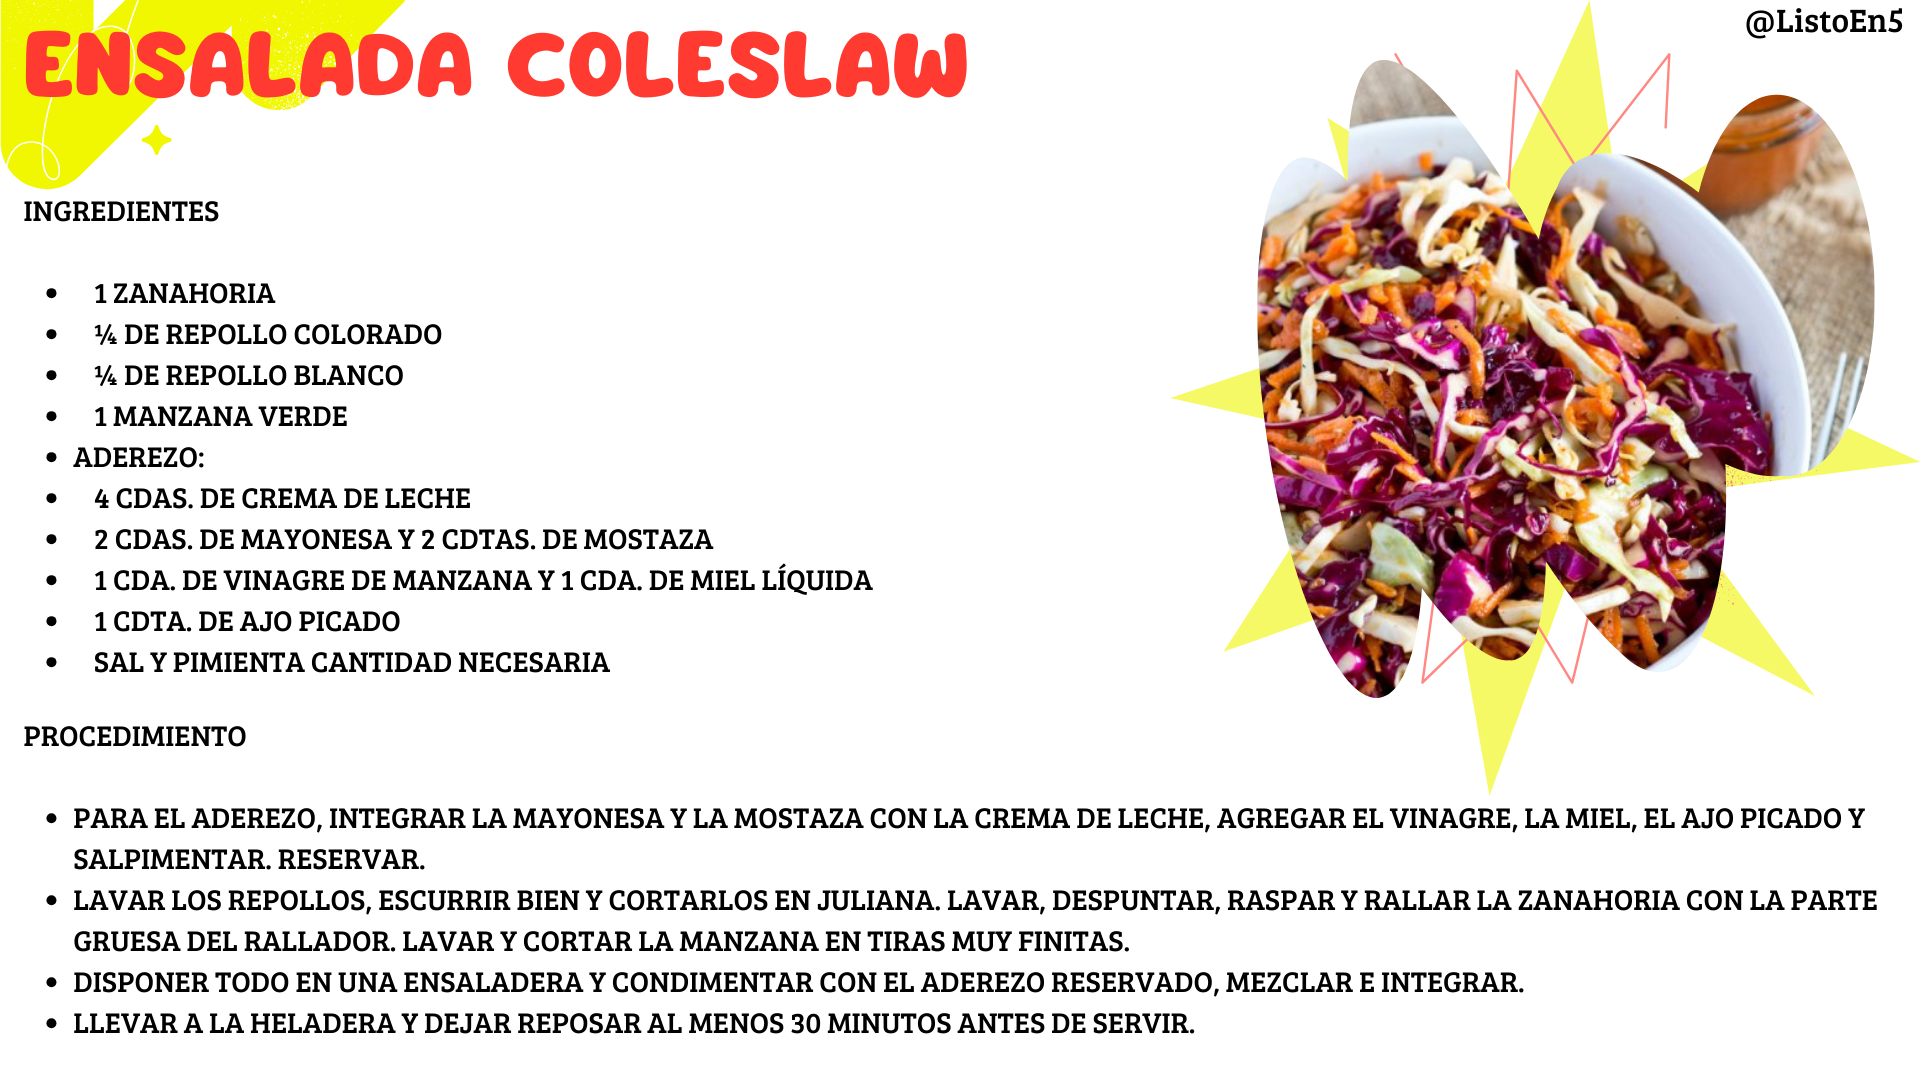 ENSALADA COLESLAW
@ListoEn5
INGREDIENTES
• 1 ZANAHORIA
• ¼ DE REPOLLO COLORADO
• ¼ DE REPOLLO BLANCO
• 1 MANZANA VERDE
• ADEREZO:
• 4 CDAS. DE CREMA DE LECHE
• 2 CDAS. DE MAYONESA Y 2 CDTAS. DE MOSTAZA
• 1 CDA. DE VINAGRE DE MANZANA Y 1 CDA. DE MIEL LÍQUIDA
• 1 CDTA. DE AJO PICADO
• SAL Y PIMIENTA CANTIDAD NECESARIA
PROCEDIMIENTO
• PARA EL ADEREZO, INTEGRAR LA MAYONESA Y LA MOSTAZA CON LA CREMA DE LECHE, AGREGAR EL VINAGRE, LA MIEL, EL AJO PICADO Y
SALPIMENTAR. RESERVAR.
• LAVAR LOS REPOLLOS, ESCURRIR BIEN Y CORTARLOS EN JULIANA. LAVAR, DESPUNTAR, RASPAR Y RALLAR LA ZANAHORIA CON LA PARTE
GRUESA DEL RALLADOR. LAVAR Y CORTAR LA MANZANA EN TIRAS MUY FINITAS.
• DISPONER TODO EN UNA ENSALADERA Y CONDIMENTAR CON EL ADEREZO RESERVADO, MEZCLAR E INTEGRAR.
• LLEVAR A LA HELADERA Y DEJAR REPOSAR AL MENOS 30 MINUTOS ANTES DE SERVIR.